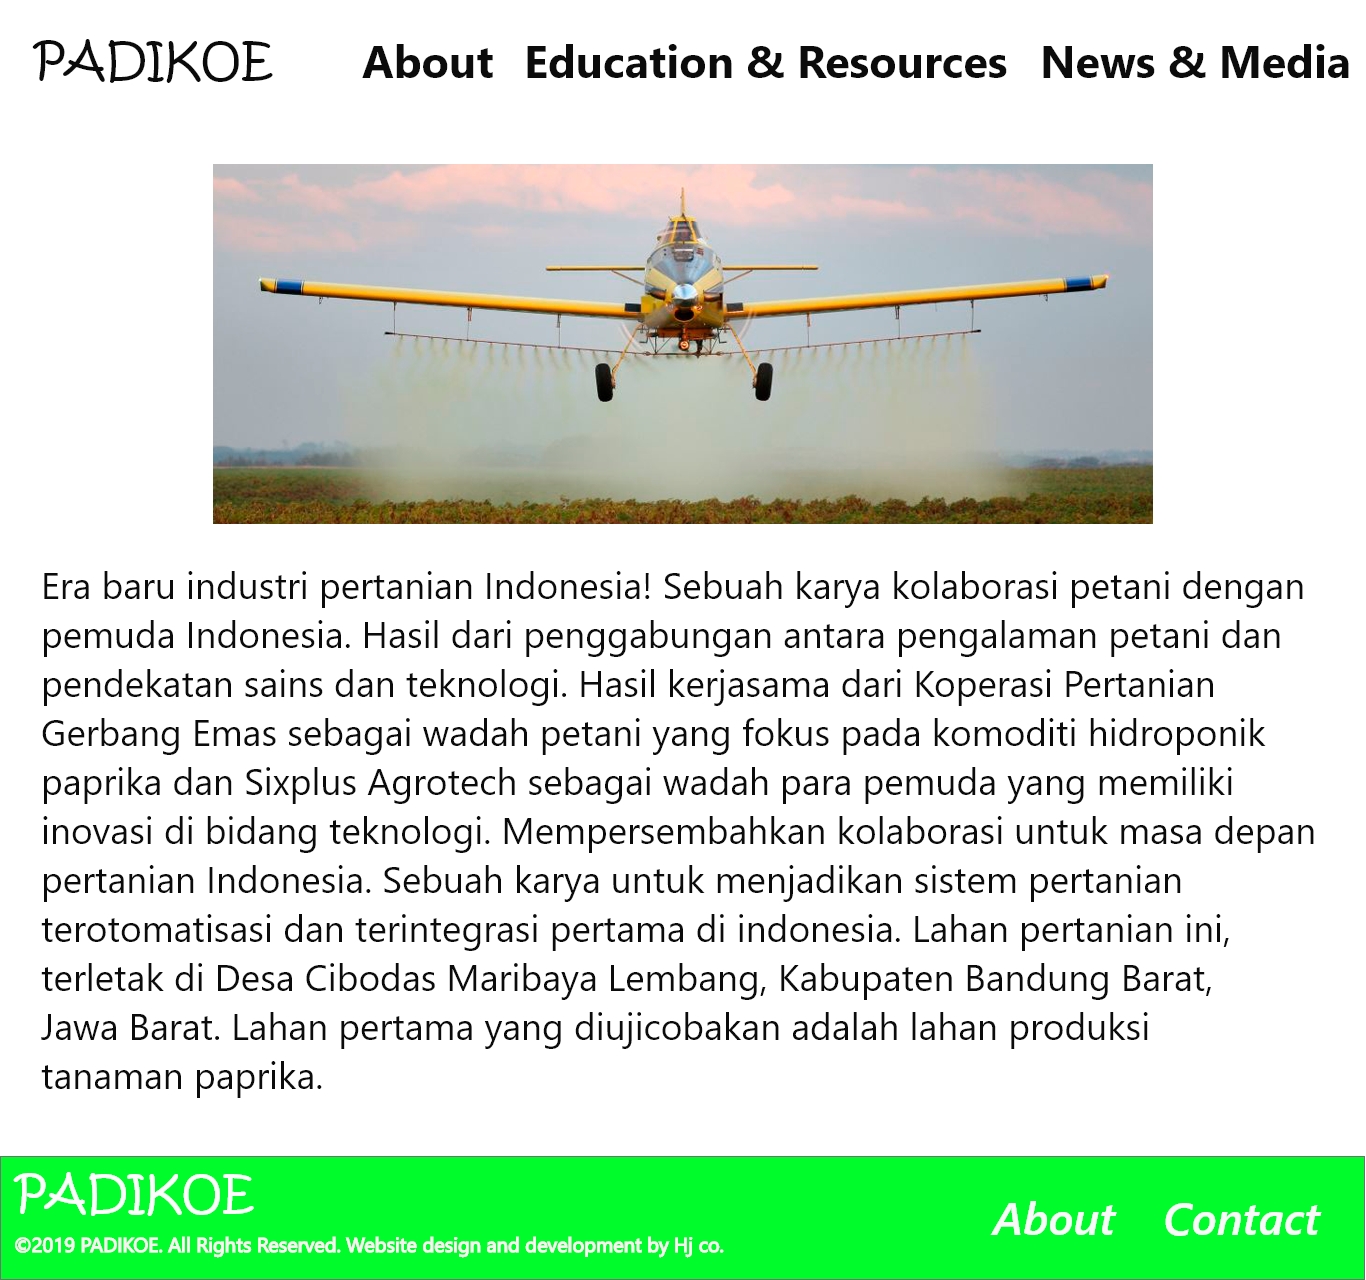 PADIKOE About Education & Resources News & Media
Era baru industri pertanian Indonesia! Sebuah karya kolaborasi petani dengan
pemuda Indonesia. Hasil dari penggabungan antara pengalaman petani dan
pendekatan sains dan teknologi. Hasil kerjasama dari Koperasi Pertanian
Gerbang Emas sebagai wadah petani yang fokus pada komoditi hidroponik
paprika dan Sixplus Agrotech sebagai wadah para pemuda yang memiliki
inovasi di bidang teknologi. Mempersembahkan kolaborasi untuk masa depan
pertanian Indonesia. Sebuah karya untuk menjadikan sistem pertanian
terotomatisasi dan terintegrasi pertama di indonesia. Lahan pertanian ini,
terletak di Desa Cibodas Maribaya Lembang, Kabupaten Bandung Barat,
Jawa Barat. Lahan pertama yang diujicobakan adalah lahan produksi
tanaman paprika.
PADIKOE
©2019 PADIKOE. All Rights Reserved. Website design and development by Hj co.
About Contact